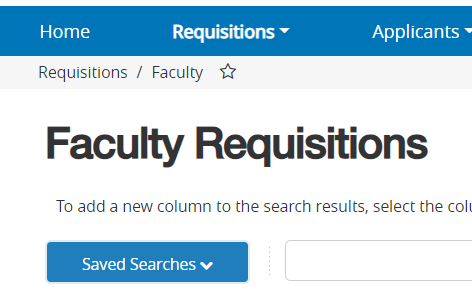 Home Requisitions Applicants
Requisitions / Faculty
Faculty Requisitions
To add a new column to the search results, select the
Saved Searches